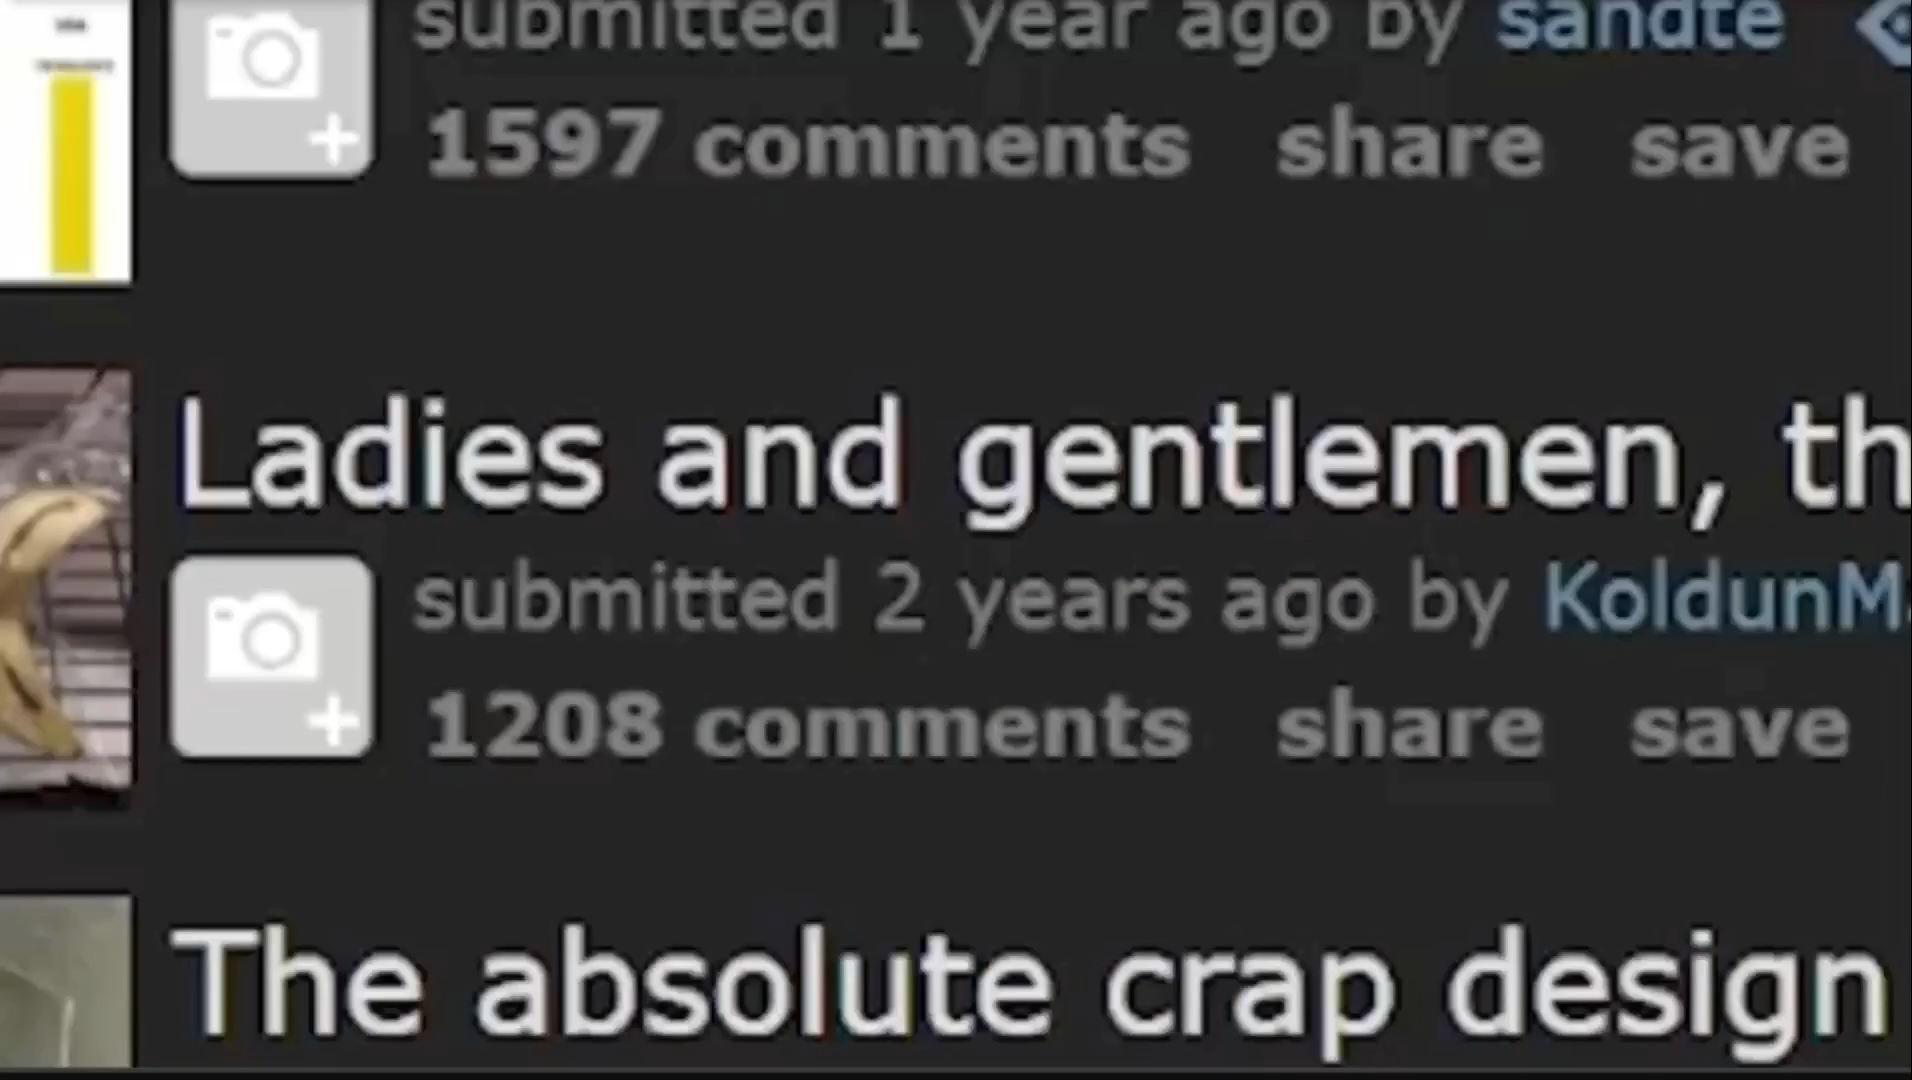 submitted 1 year ago by sandte
1597 comments share save
Ladies and gentlemen, th
submitted 2 years ago by KoldunM
1208 comments share save
The absolute crap design